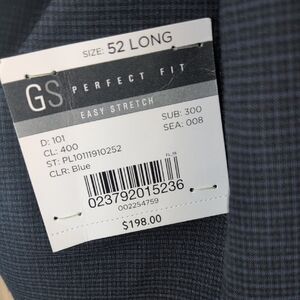 SIZE: 52 LONG
GS PERFECT FIT
EASY STRETCH
D: 101
CL: 400
ST: PL10111910252
CLR: Blue
SUB: 300
SEA: 008
023792015236
002254759
$198.00